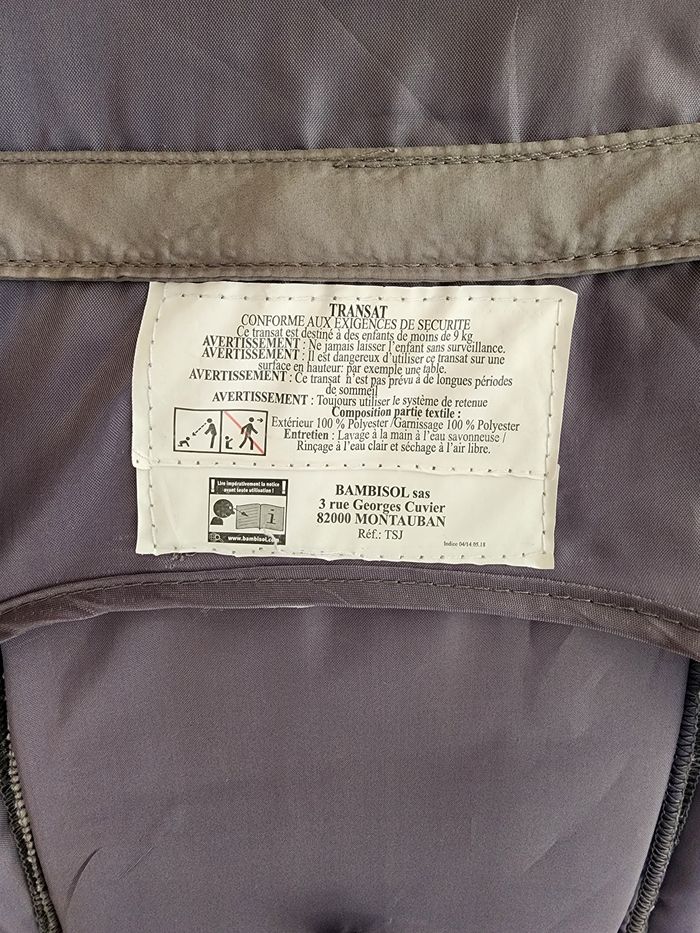 TRANSAT
CONFORME AUX EXIGENCES DE SECURITE
Ce transat est destiné à des enfants de moins de 9 kg
AVERTISSEMENT : Ne jamais laisser l'enfant sans surveillance.
AVERTISSEMENT : Il est dangereux d'utiliser ce transat sur une
surface en hauteur: par exemple une table.
AVERTISSEMENT : Ce transat n'est pas prévu à de longues périodes
de sommeil
AVERTISSEMENT : Toujours utiliser le système de retenue
Composition partie textile :
Extérieur 100 % Polyester /Garnissage 100 % Polyester
Entretien : Lavage à la main à l'eau savonneuse /
Rinçage à l'eau clair et séchage à l'air libre.
Lire impérativement la notice
avant toute utilisation !
i
www.bambisol.com
BAMBISOL sas
3 rue Georges Cuvier
82000 MONTAUBAN
Réf.: TSJ
Indice 04/14.05.18